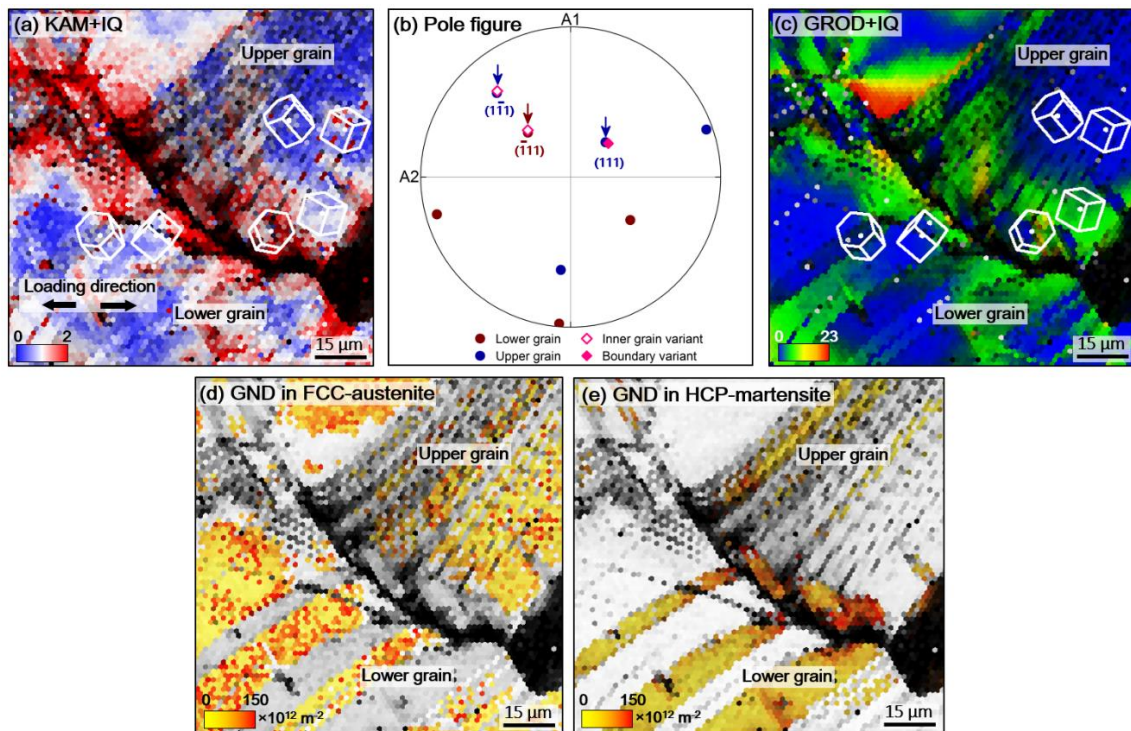 (a) KAM+IQ
Upper grain
Loading direction
Lower grain
0 2
15 µm
(b) Pole figure
A1
A2
(11̅1)
(1̅11)
(111)
Lower grain
Inner grain variant
Upper grain
Boundary variant
(c) GROD+IQ
Upper grain
Lower grain
0 23
15 µm
(d) GND in FCC-austenite
Upper grain
Lower grain
0 150
×10¹² m⁻²
15 µm
(e) GND in HCP-martensite
Upper grain
Lower grain
0 150
×10¹² m⁻²
15 µm